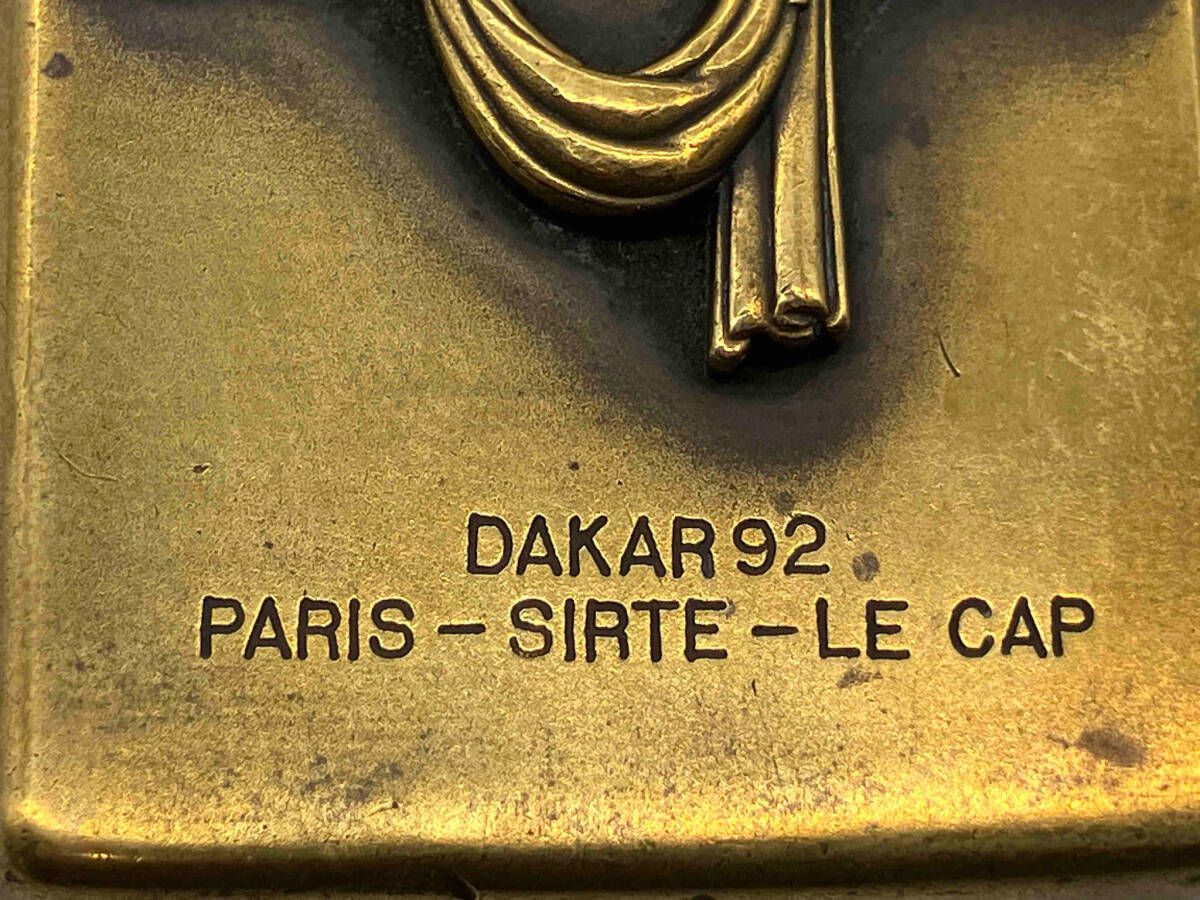 DAKAR 92
PARIS – SIRTE – LE CAP